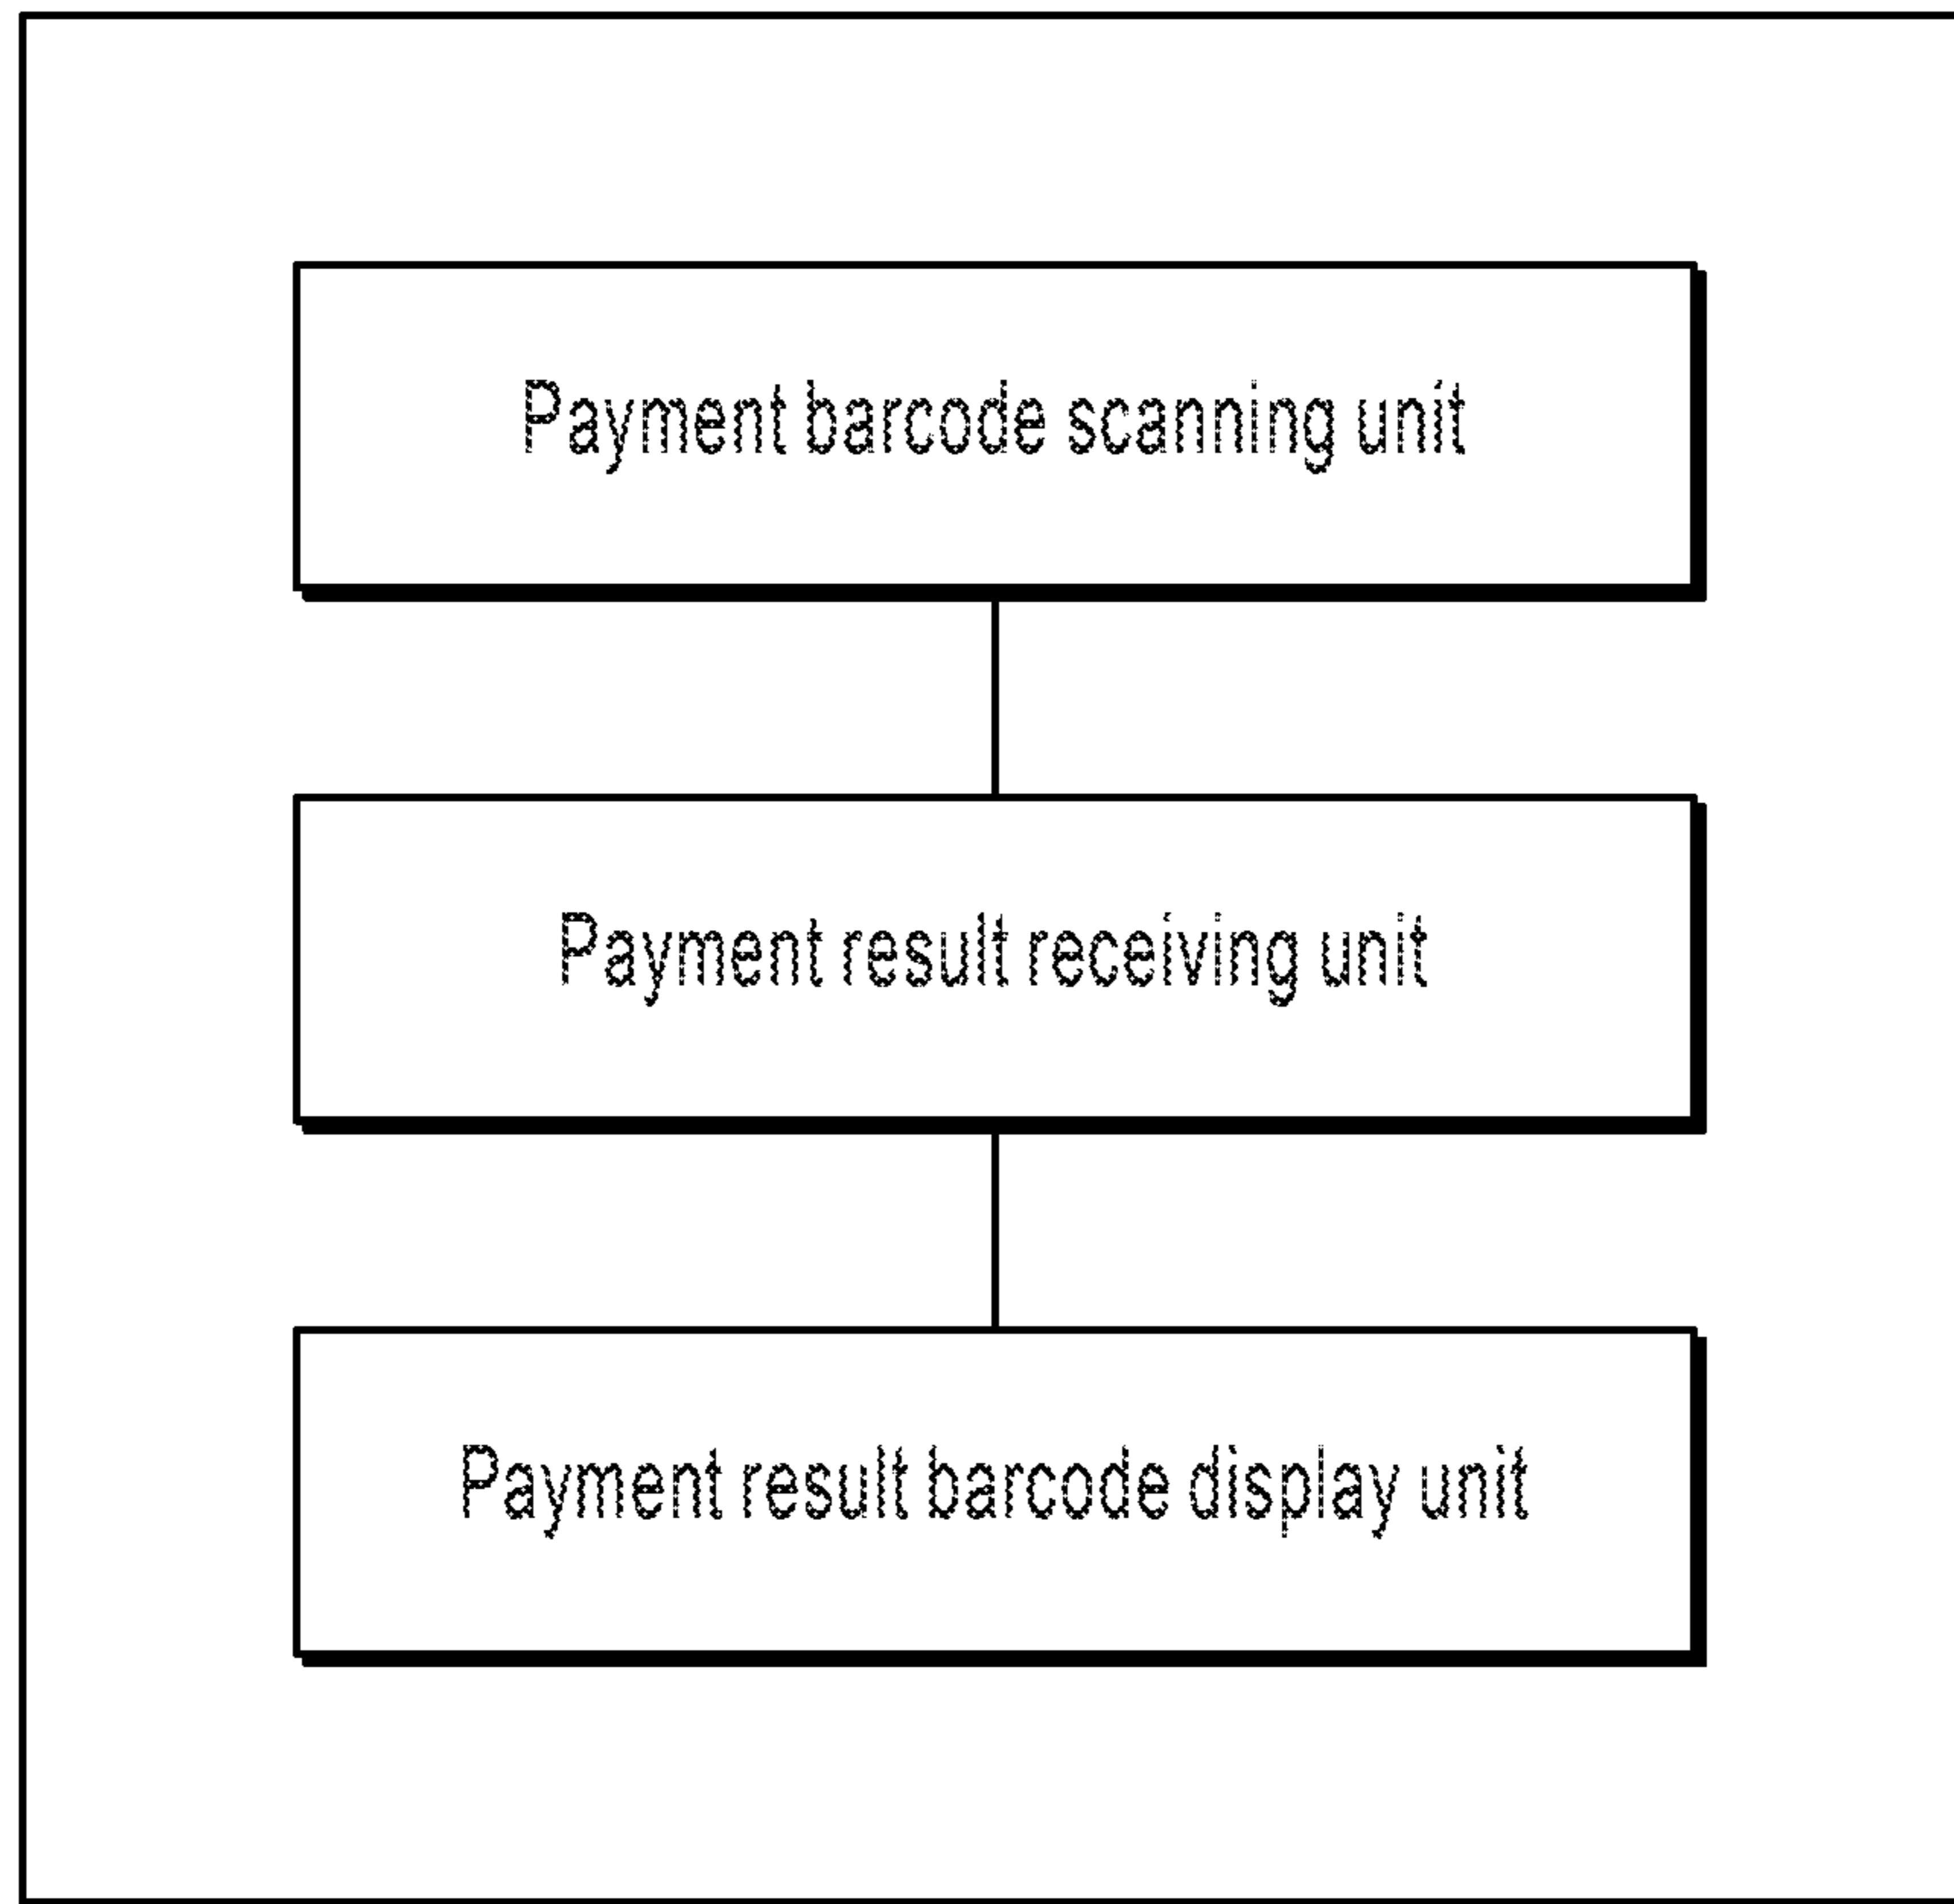 Payment barcode scanning unit
Payment result receiving unit
Payment result barcode display unit